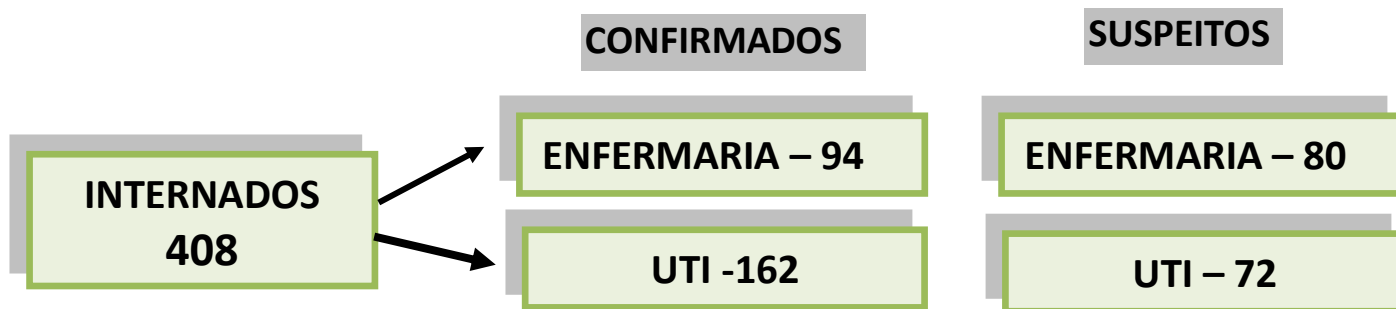 CONFIRMADOS
SUSPEITOS
INTERNADOS
408
ENFERMARIA – 94
ENFERMARIA – 80
UTI -162
UTI – 72